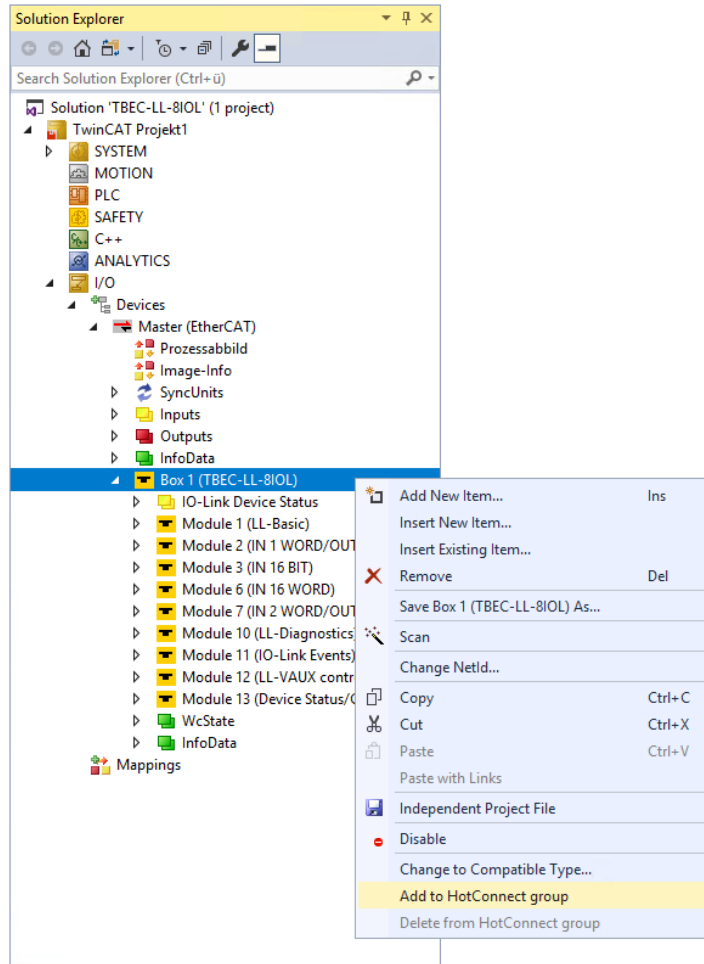 Solution Explorer
Search Solution Explorer (Ctrl+ü)
Solution 'TBEC-LL-8IOL' (1 project)
TwinCAT Projekt1
SYSTEM
MOTION
PLC
SAFETY
C++
ANALYTICS
I/O
Devices
Master (EtherCAT)
Prozessabbild
Image-Info
SyncUnits
Inputs
Outputs
InfoData
Box 1 (TBEC-LL-8IOL)
IO-Link Device Status
Module 1 (LL-Basic)
Module 2 (IN 1 WORD/OUT
Module 3 (IN 16 BIT)
Module 6 (IN 16 WORD)
Module 7 (IN 2 WORD/OUT
Module 10 (LL-Diagnostics)
Module 11 (IO-Link Events)
Module 12 (LL-VAUX contr
Module 13 (Device Status/C
WcState
InfoData
Mappings
Add New Item... Ins
Insert New Item...
Insert Existing Item...
Remove Del
Save Box 1 (TBEC-LL-8IOL) As...
Scan
Change NetId...
Copy Ctrl+C
Cut Ctrl+X
Paste Ctrl+V
Paste with Links
Independent Project File
Disable
Change to Compatible Type...
Add to HotConnect group
Delete from HotConnect group